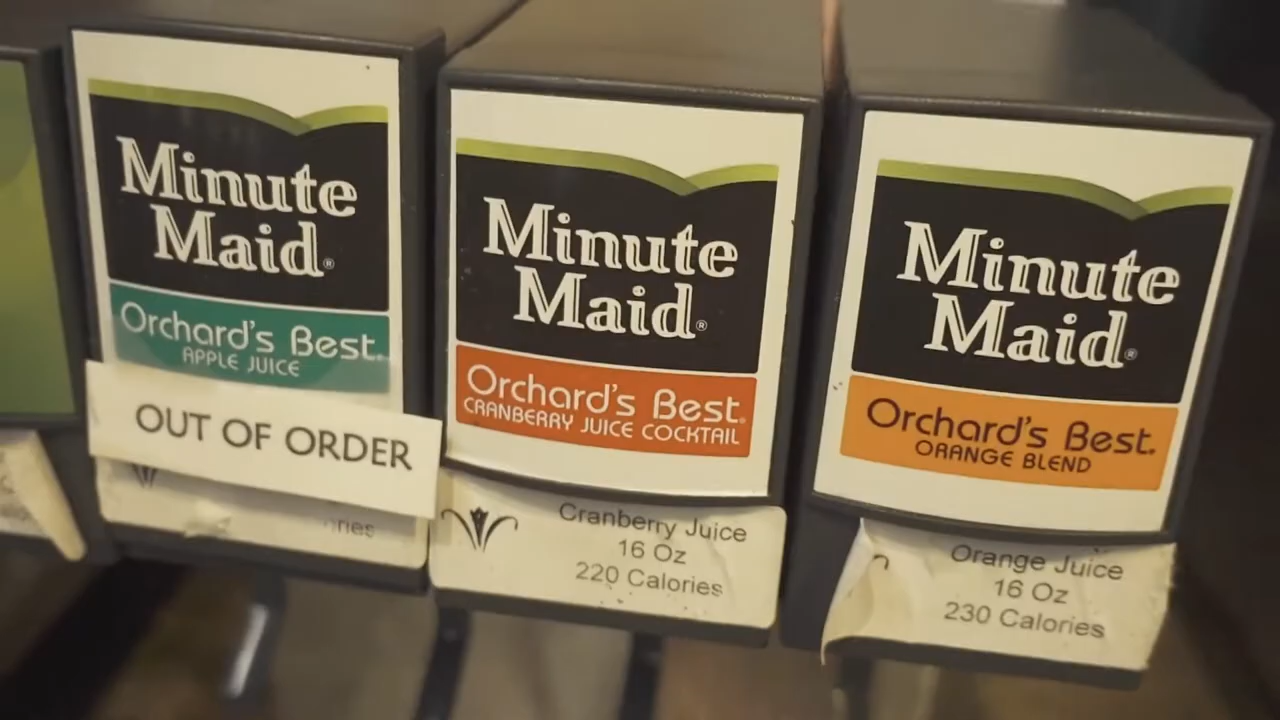 Minute
Maid®
Orchard's Best.
APPLE JUICE
OUT OF ORDER
Minute
Maid®
Orchard's Best®
CRANBERRY JUICE COCKTAIL
Cranberry Juice
16 Oz
220 Calories
Minute
Maid®
Orchard's Best.
ORANGE BLEND
Orange Juice
16 Oz
230 Calories